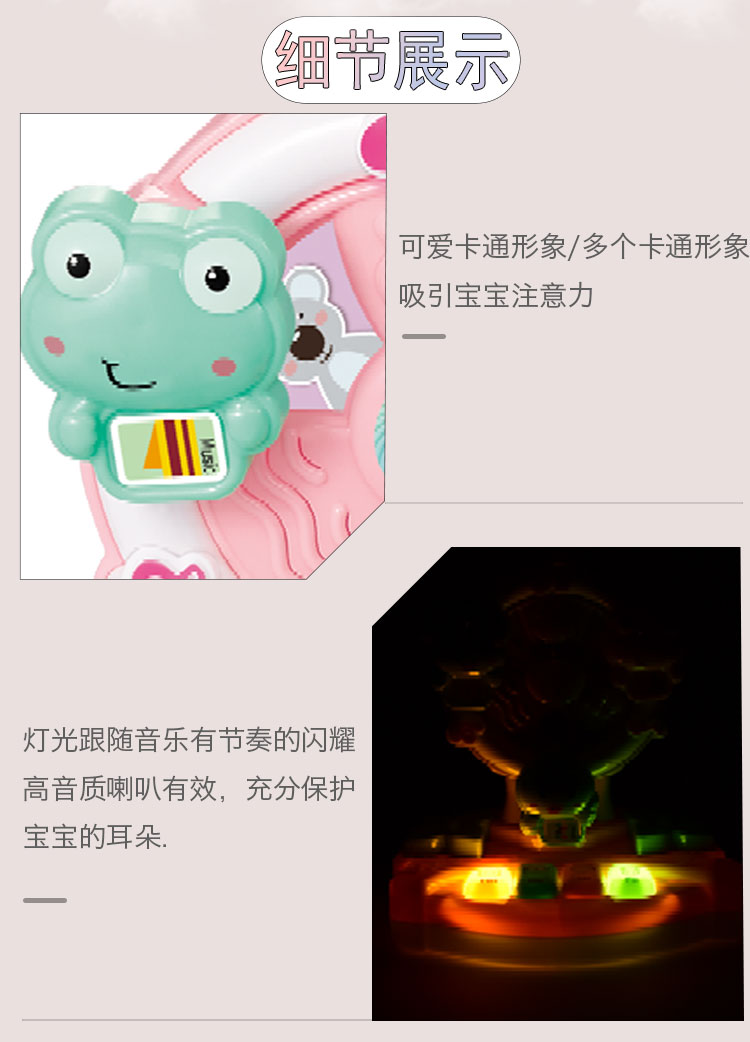 细节展示
可爱卡通形象/多个卡通形象
吸引宝宝注意力
Music
灯光跟随音乐有节奏的闪耀
高音质喇叭有效，充分保护
宝宝的耳朵.